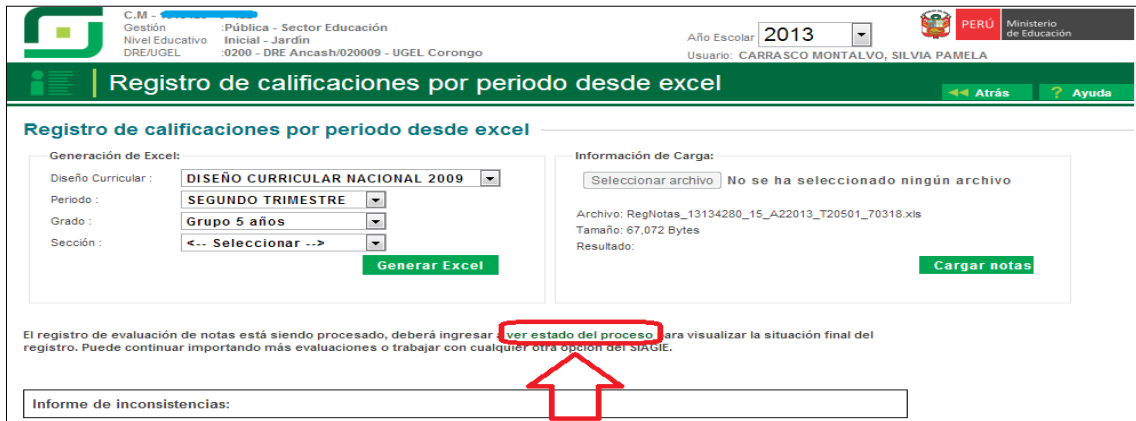 C.M -
Gestión :Pública - Sector Educación
Nivel Educativo Inicial - Jardín
DRE/UGEL :0200 - DRE Ancash/020009 - UGEL Corongo
Año Escolar 2013
Usuario: CARRASCO MONTALVO, SILVIA PAMELA
PERÚ Ministerio
de Educación
Registro de calificaciones por periodo desde excel
Atrás ? Ayuda
Registro de calificaciones por periodo desde excel
Generación de Excel:
Diseño Curricular : DISEÑO CURRICULAR NACIONAL 2009
Periodo : SEGUNDO TRIMESTRE
Grado : Grupo 5 años
Sección : <-- Seleccionar -->
Generar Excel
Información de Carga:
Seleccionar archivo No se ha seleccionado ningún archivo
Archivo: RegNotas_13134280_15_A22013_T20501_70318.xls
Tamaño: 67,072 Bytes
Resultado:
Cargar notas
El registro de evaluación de notas está siendo procesado, deberá ingresar a ver estado del proceso para visualizar la situación final del
registro. Puede continuar importando más evaluaciones o trabajar con cualquier otra opción del SIAGIE.
Informe de inconsistencias: